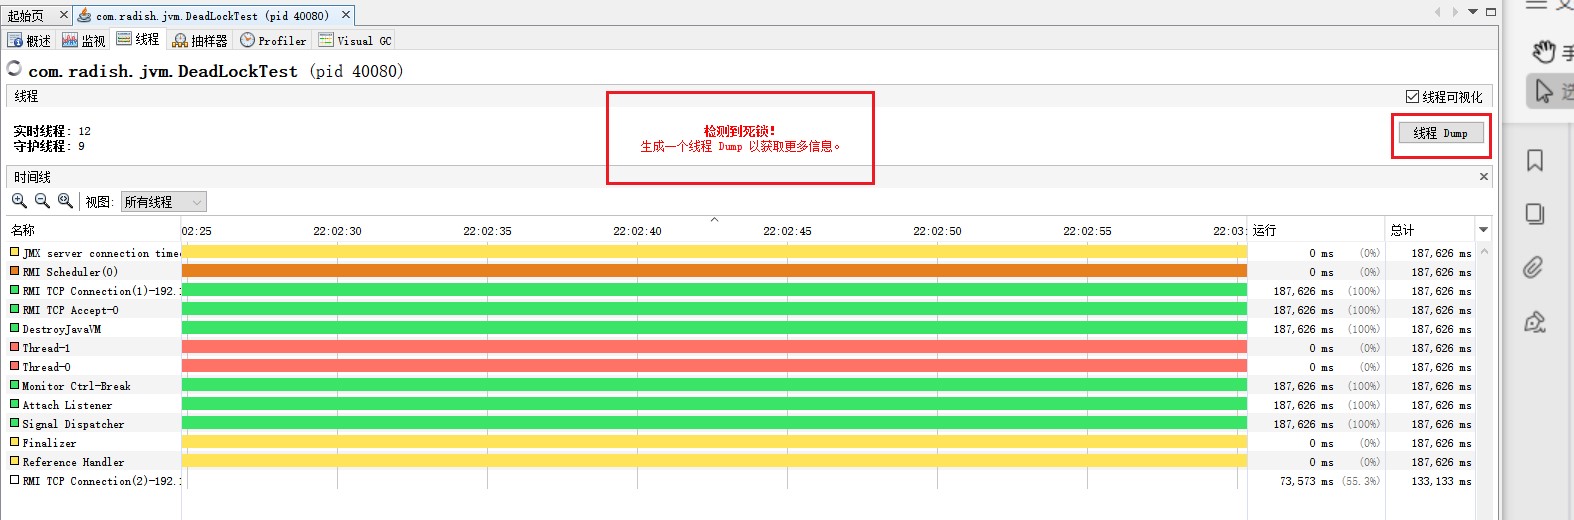 起始页
com.radish.jvm.DeadLockTest (pid 40080)
概述 监视 线程 抽样器 Profiler Visual GC
com.radish.jvm.DeadLockTest (pid 40080)
线程
线程可视化
实时线程: 12
守护线程: 9
检测到死锁!
生成一个线程 Dump 以获取更多信息。
线程 Dump
时间线
视图: 所有线程
名称 02:25 22:02:30 22:02:35 22:02:40 22:02:45 22:02:50 22:02:55 22:03: 运行 总计
JMX server connection time 0 ms (0%) 187,626 ms
RMI Scheduler(0) 0 ms (0%) 187,626 ms
RMI TCP Connection(1)-192. 187,626 ms (100%) 187,626 ms
RMI TCP Accept-0 187,626 ms (100%) 187,626 ms
DestroyJavaVM 187,626 ms (100%) 187,626 ms
Thread-1 0 ms (0%) 187,626 ms
Thread-0 0 ms (0%) 187,626 ms
Monitor Ctrl-Break 187,626 ms (100%) 187,626 ms
Attach Listener 187,626 ms (100%) 187,626 ms
Signal Dispatcher 187,626 ms (100%) 187,626 ms
Finalizer 0 ms (0%) 187,626 ms
Reference Handler 0 ms (0%) 187,626 ms
RMI TCP Connection(2)-192. 73,573 ms (55.3%) 133,133 ms
手
选